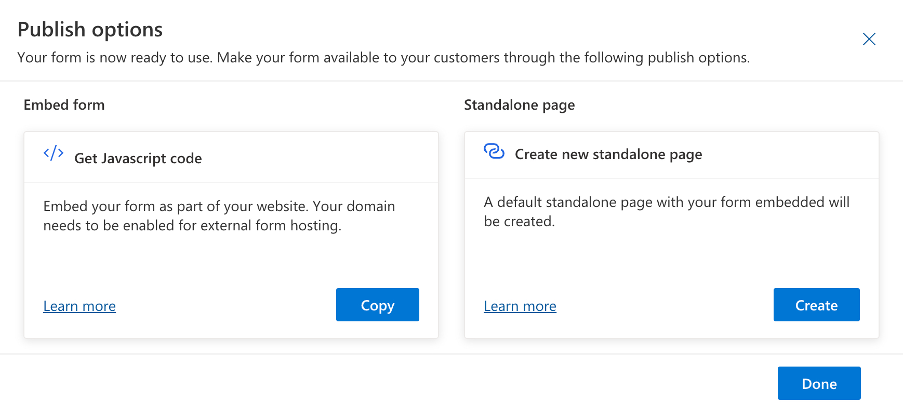 Publish options
Your form is now ready to use. Make your form available to your customers through the following publish options.
Embed form
</> Get Javascript code
Embed your form as part of your website. Your domain
needs to be enabled for external form hosting.
Learn more
Copy
Standalone page
Create new standalone page
A default standalone page with your form embedded will
be created.
Learn more
Create
Done